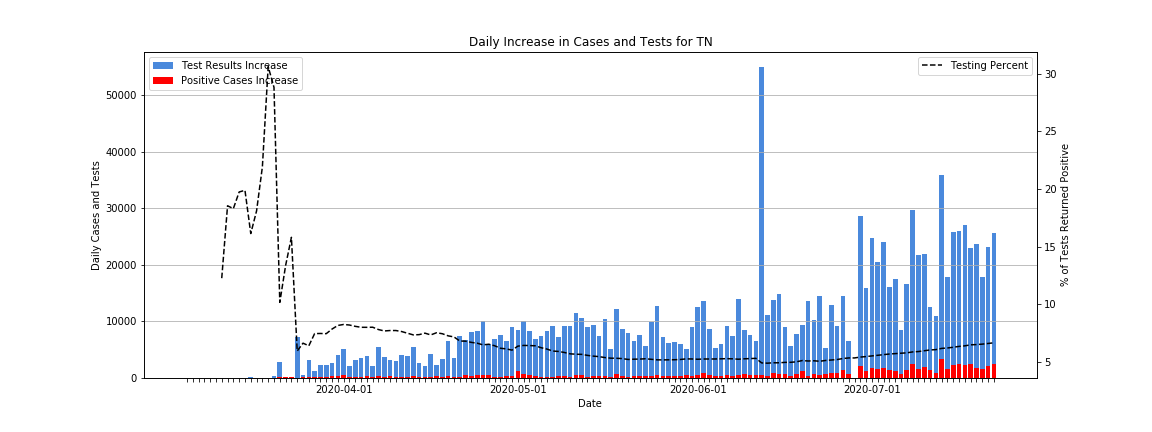 Daily Increase in Cases and Tests for TN
Test Results Increase
Positive Cases Increase
Testing Percent
50000
40000
30000
20000
10000
0
Daily Cases and Tests
30
25
20
15
10
5
% of Tests Returned Positive
2020-04-01
2020-05-01
2020-06-01
2020-07-01
Date